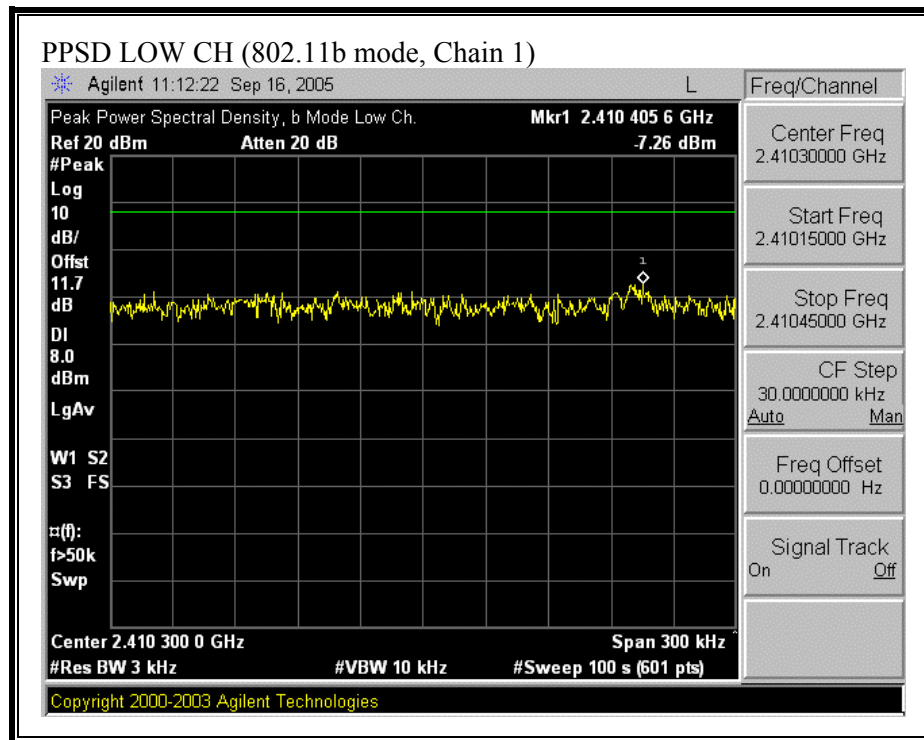 PPSD LOW CH (802.11b mode, Chain 1)
Agilent 11:12:22 Sep 16, 2005 L
Freq/Channel
Peak Power Spectral Density, b Mode Low Ch. Mkr1 2.410 405 6 GHz
Ref 20 dBm Atten 20 dB -7.26 dBm
#Peak
Log
10
dB/
Offst
11.7
dB
DI
8.0
dBm
LgAv
W1 S2
S3 FS
¤(f):
f>50k
Swp
1
Center 2.410 300 0 GHz Span 300 kHz ^
#Res BW 3 kHz #VBW 10 kHz #Sweep 100 s (601 pts)
Center Freq
2.41030000 GHz
Start Freq
2.41015000 GHz
Stop Freq
2.41045000 GHz
CF Step
30.0000000 kHz
Auto Man
Freq Offset
0.00000000 Hz
Signal Track
On Off
Copyright 2000-2003 Agilent Technologies